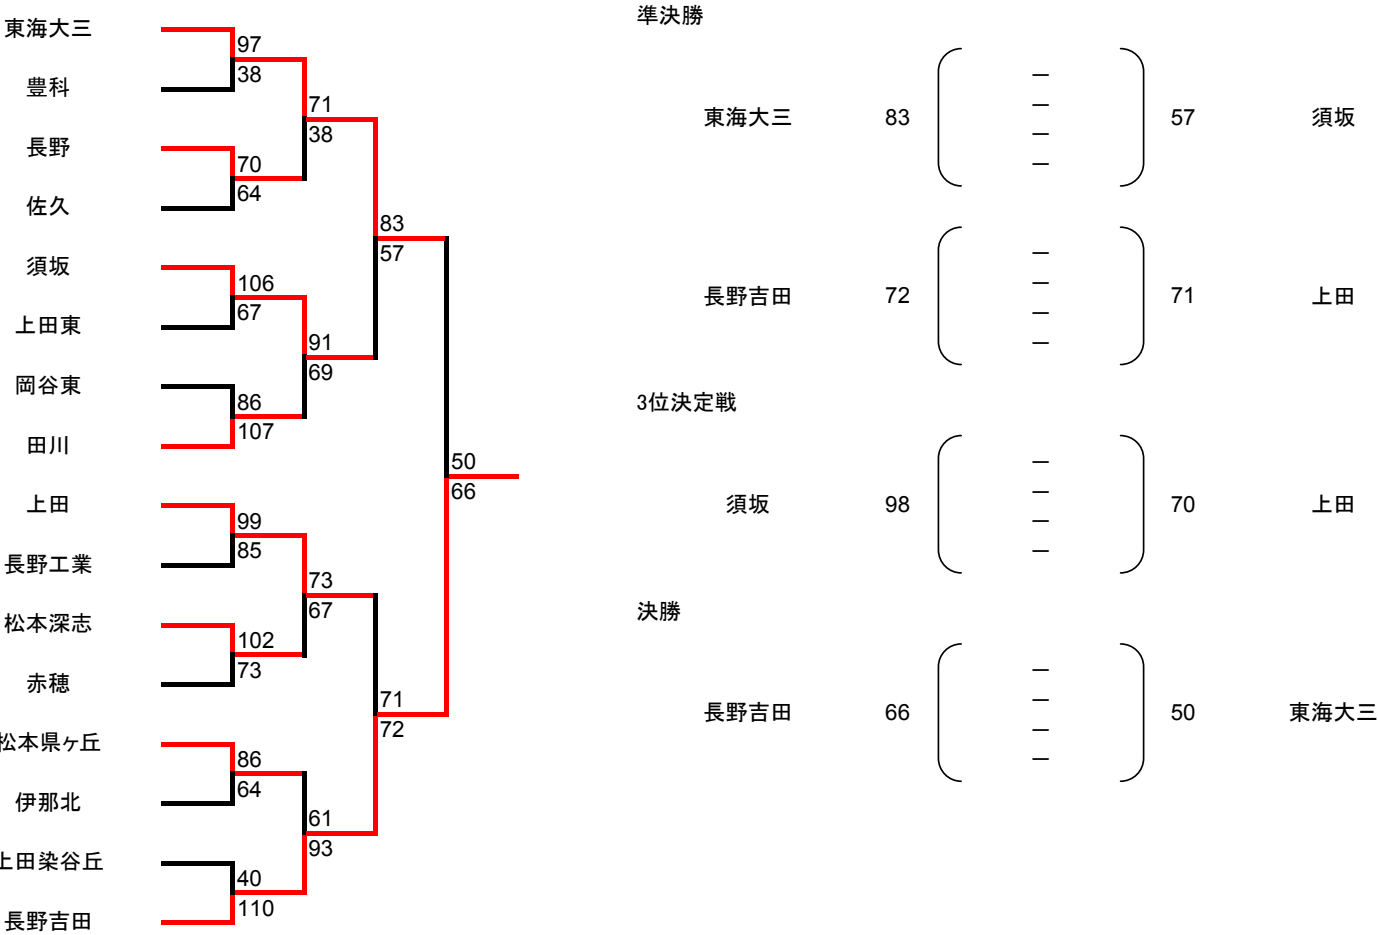 東海大三
97
38
豊科
71
38
長野
70
64
佐久
83
57
須坂
106
67
上田東
91
69
岡谷東
86
107
田川
50
66
上田
99
85
長野工業
73
67
松本深志
102
73
赤穂
71
72
松本県ヶ丘
86
64
伊那北
61
93
上田染谷丘
40
110
長野吉田
準決勝
東海大三 83 57 須坂
—
—
—
—
長野吉田 72 71 上田
—
—
—
—
3位決定戦
須坂 98 70 上田
—
—
—
—
決勝
長野吉田 66 50 東海大三
—
—
—
—